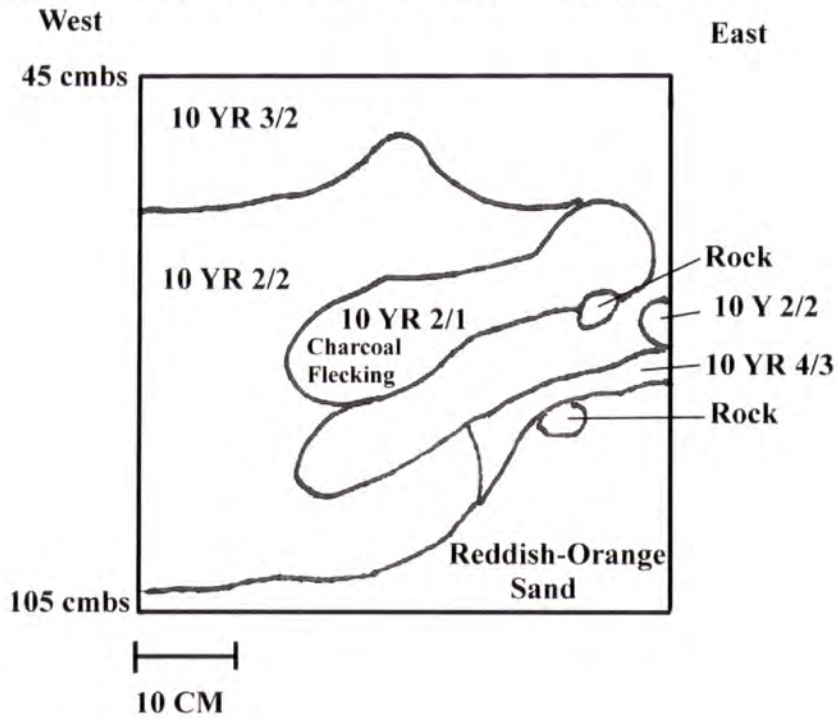 West
East
45 cmbs
10 YR 3/2
10 YR 2/2
Rock
10 YR 2/1
10 Y 2/2
Charcoal
Flecking
10 YR 4/3
Rock
Reddish-Orange
Sand
105 cmbs
10 CM